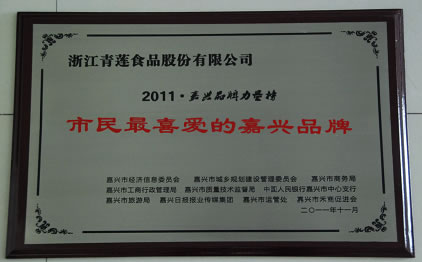 浙江青莲食品股份有限公司
2011·嘉兴品牌力量榜
市民最喜爱的嘉兴品牌
嘉兴市经济信息委员会 嘉兴市城乡规划建设管理委员会 嘉兴市商务局
嘉兴市工商行政管理局 嘉兴市质量技术监督局 中国人民银行嘉兴市中心支行
嘉兴市旅游局 嘉兴日报报业传媒集团 嘉兴市监管处 嘉兴市禾商促进会
二〇一一年十一月